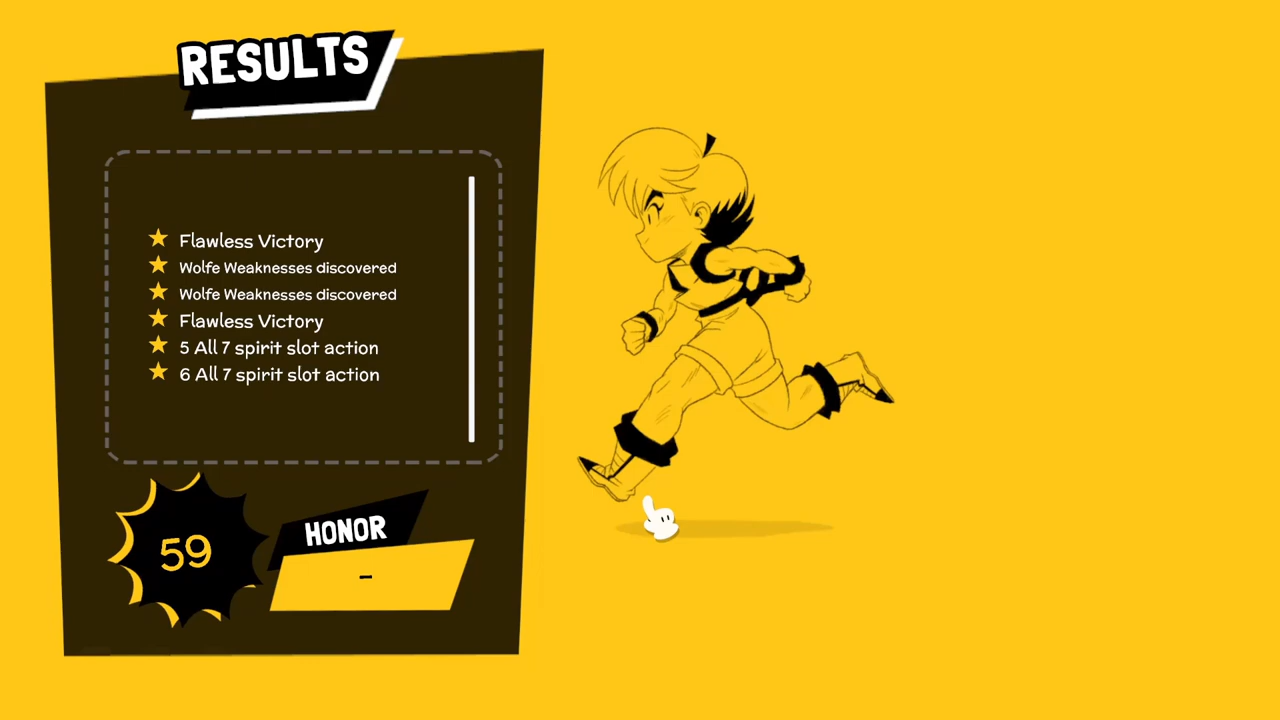 RESULTS
Flawless Victory
Wolfe Weaknesses discovered
Wolfe Weaknesses discovered
Flawless Victory
5 All 7 spirit slot action
6 All 7 spirit slot action
59
HONOR
-